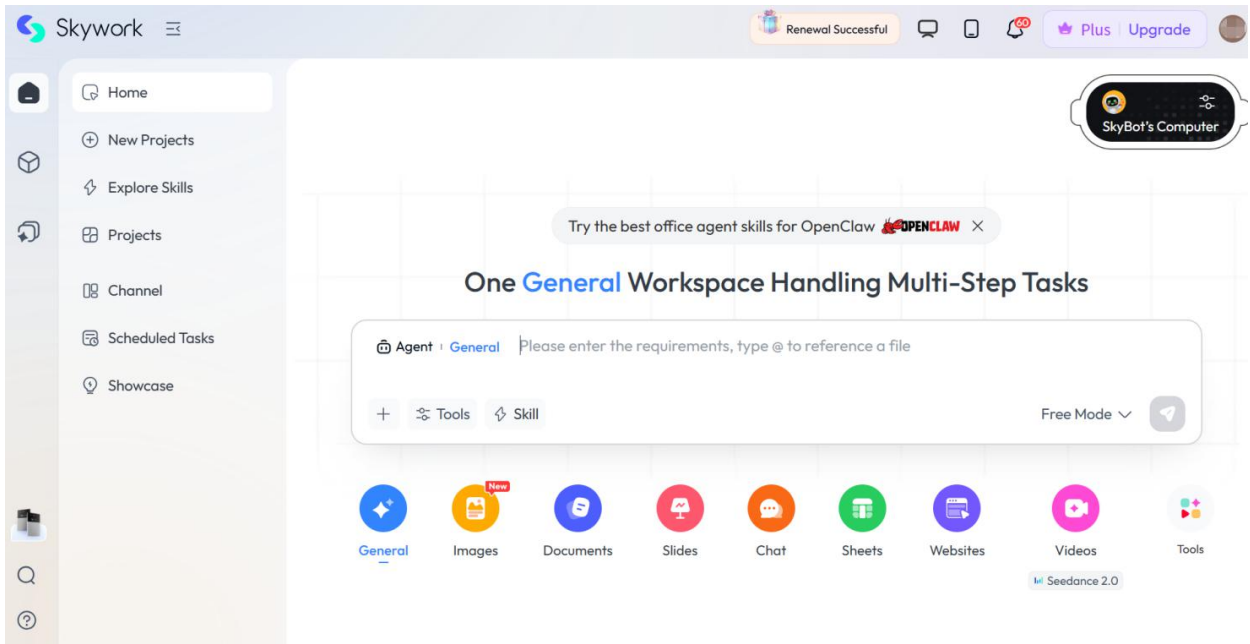 Skywork
Renewal Successful
60
Plus
Upgrade
Home
New Projects
Explore Skills
Projects
Channel
Scheduled Tasks
Showcase
SkyBot's Computer
Try the best office agent skills for OpenClaw OPENCLAW
One General Workspace Handling Multi-Step Tasks
Agent General Please enter the requirements, type @ to reference a file
Tools
Skill
Free Mode
New
General
Images
Documents
Slides
Chat
Sheets
Websites
Videos
Tools
Seedance 2.0